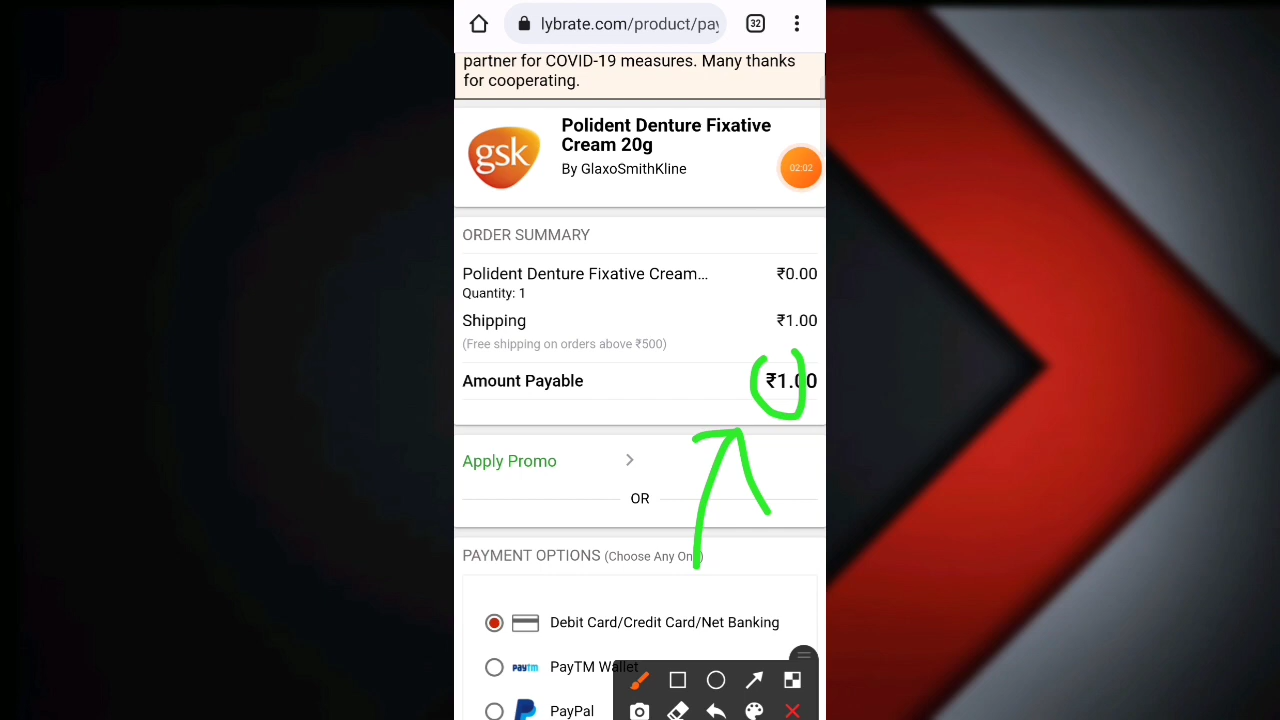 lybrate.com/product/pay
32
partner for COVID-19 measures. Many thanks
for cooperating.
gsk
Polident Denture Fixative
Cream 20g
By GlaxoSmithKline
02:02
ORDER SUMMARY
Polident Denture Fixative Cream... ₹0.00
Quantity: 1
Shipping ₹1.00
(Free shipping on orders above ₹500)
Amount Payable ₹1.00
Apply Promo
OR
PAYMENT OPTIONS (Choose Any One)
Debit Card/Credit Card/Net Banking
paytm PayTM Wallet
PayPal